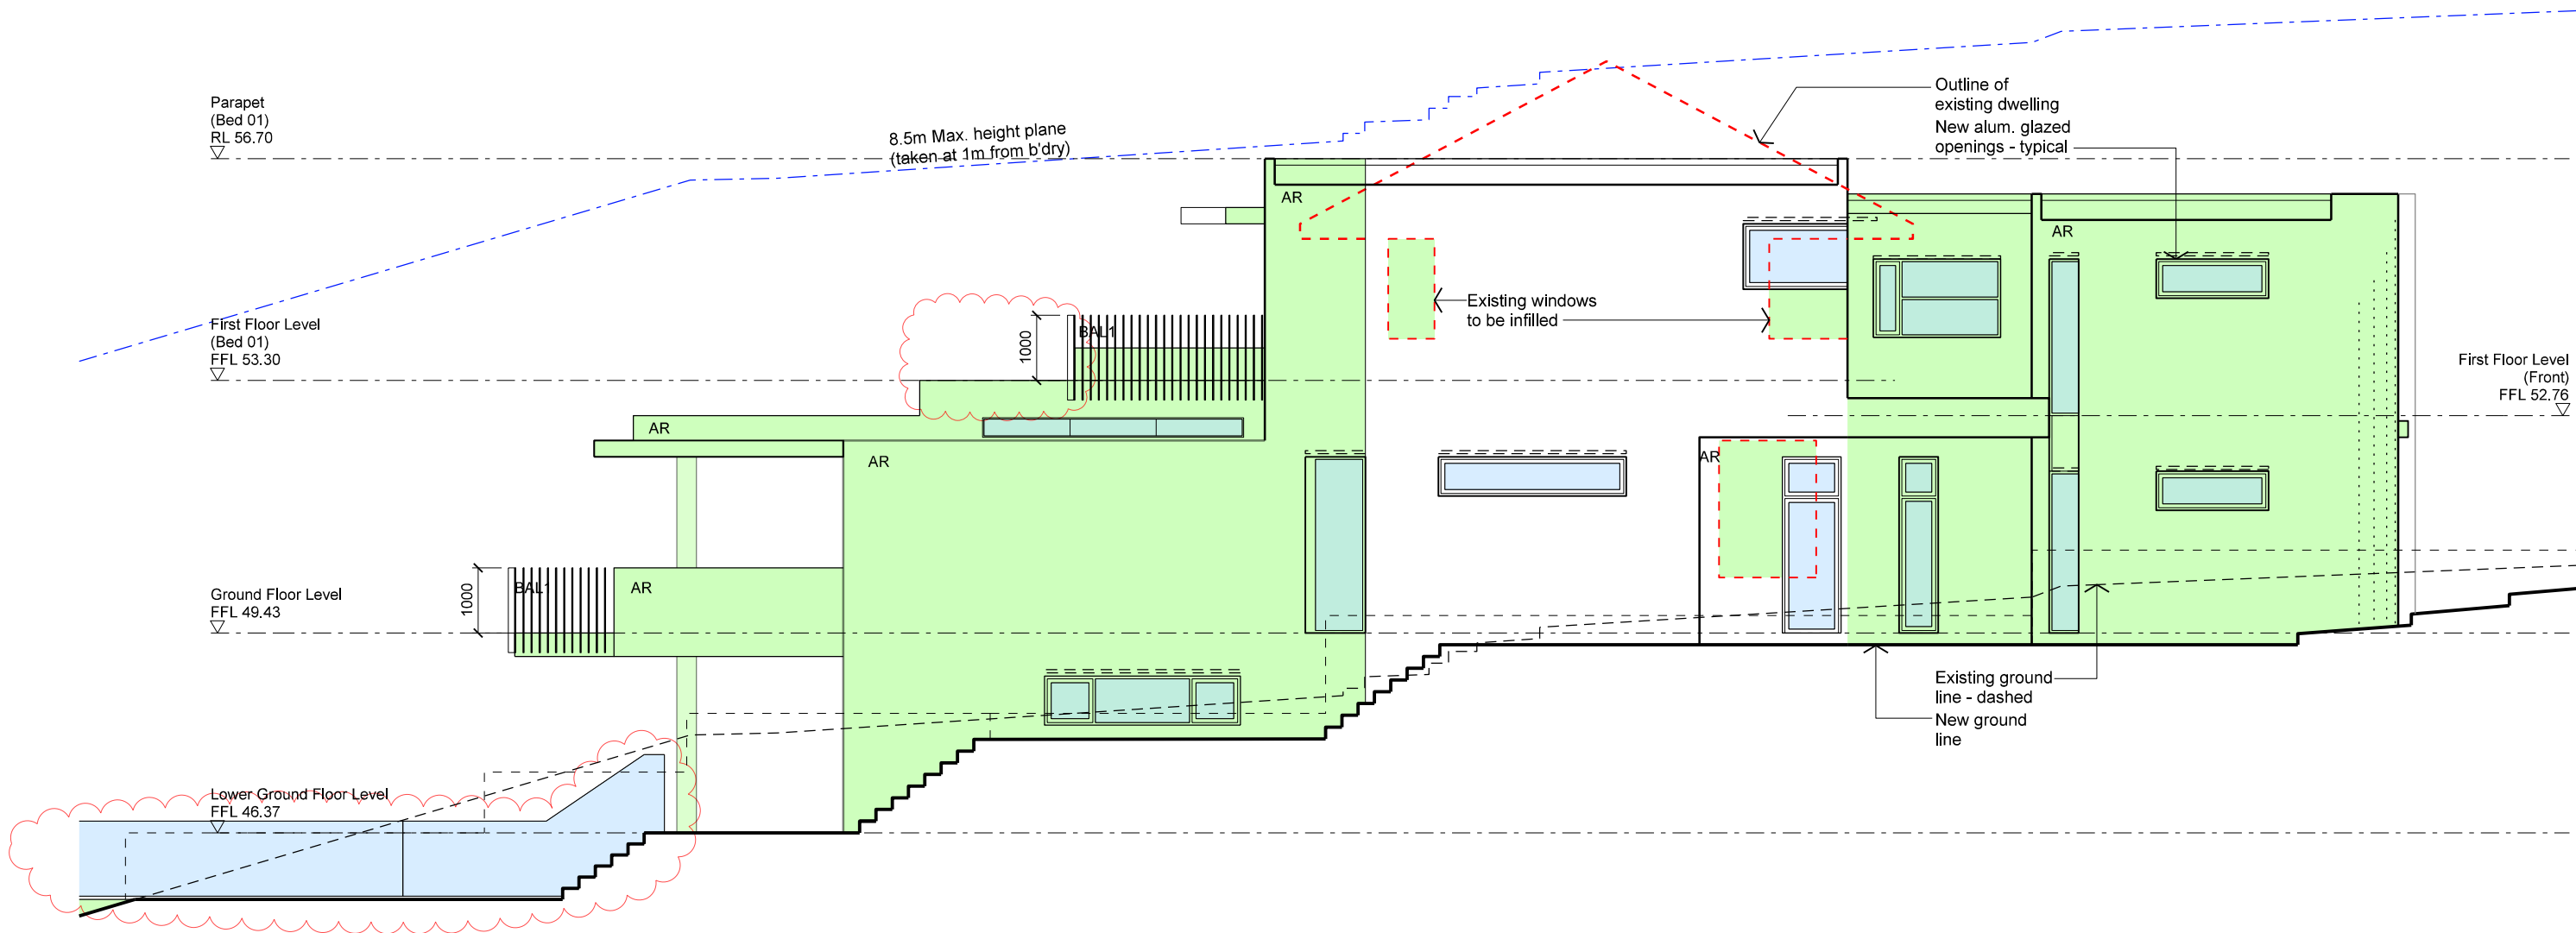 Parapet
(Bed 01)
RL 56.70
8.5m Max. height plane
(taken at 1m from b'dry)
Outline of
existing dwelling
New alum. glazed
openings - typical
AR
AR
Existing windows
to be infilled
First Floor Level
(Bed 01)
FFL 53.30
1000
BAL1
First Floor Level
(Front)
FFL 52.76
AR
AR
AR
Ground Floor Level
FFL 49.43
1000
BAL1
AR
Existing ground
line - dashed
New ground
line
Lower Ground Floor Level
FFL 46.37